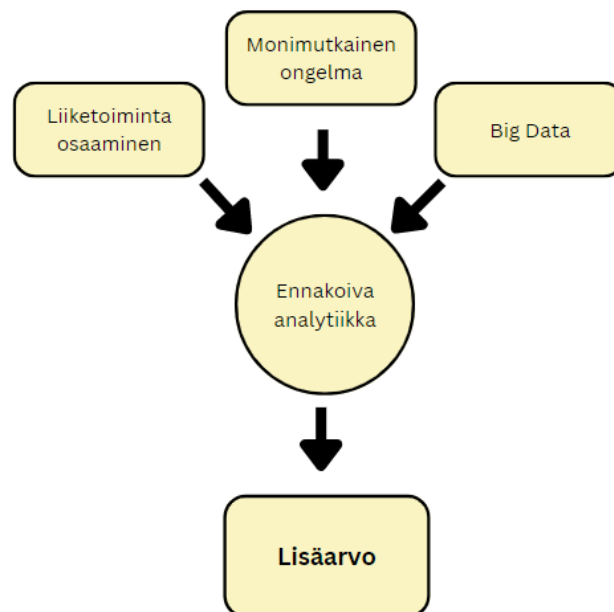 Monimutkainen
ongelma
Liiketoiminta
osaaminen
Big Data
Ennakoiva
analytiikka
Lisäarvo